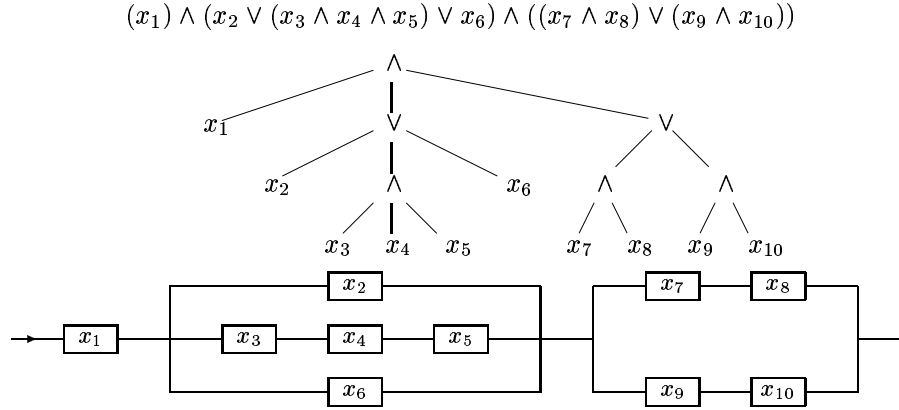 (x₁) ∧ (x₂ ∨ (x₃ ∧ x₄ ∧ x₅) ∨ x₆) ∧ ((x₇ ∧ x₈) ∨ (x₉ ∧ x₁₀))
∧
x₁ ∨ ∨
x₂ ∧ x₆ ∧ ∧
x₃ x₄ x₅ x₇ x₈ x₉ x₁₀
x₂ x₇ x₈
x₁ x₃ x₄ x₅
x₆ x₉ x₁₀